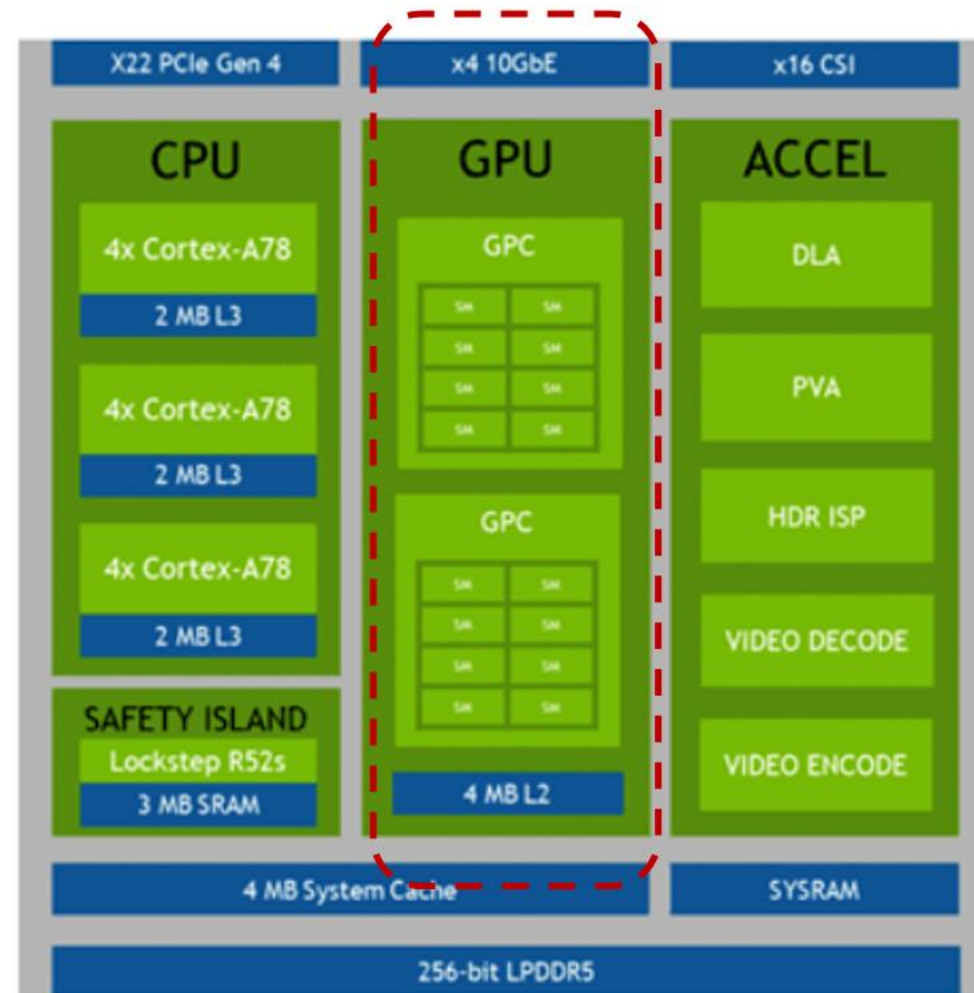 X22 PCIe Gen 4
x4 10GbE
x16 CSI
CPU
4x Cortex-A78
2 MB L3
4x Cortex-A78
2 MB L3
4x Cortex-A78
2 MB L3
SAFETY ISLAND
Lockstep R52s
3 MB SRAM
GPU
GPC
SM SM
SM SM
SM SM
SM SM
GPC
SM SM
SM SM
SM SM
SM SM
4 MB L2
ACCEL
DLA
PVA
HDR ISP
VIDEO DECODE
VIDEO ENCODE
4 MB System Cache
SYSRAM
256-bit LPDDR5